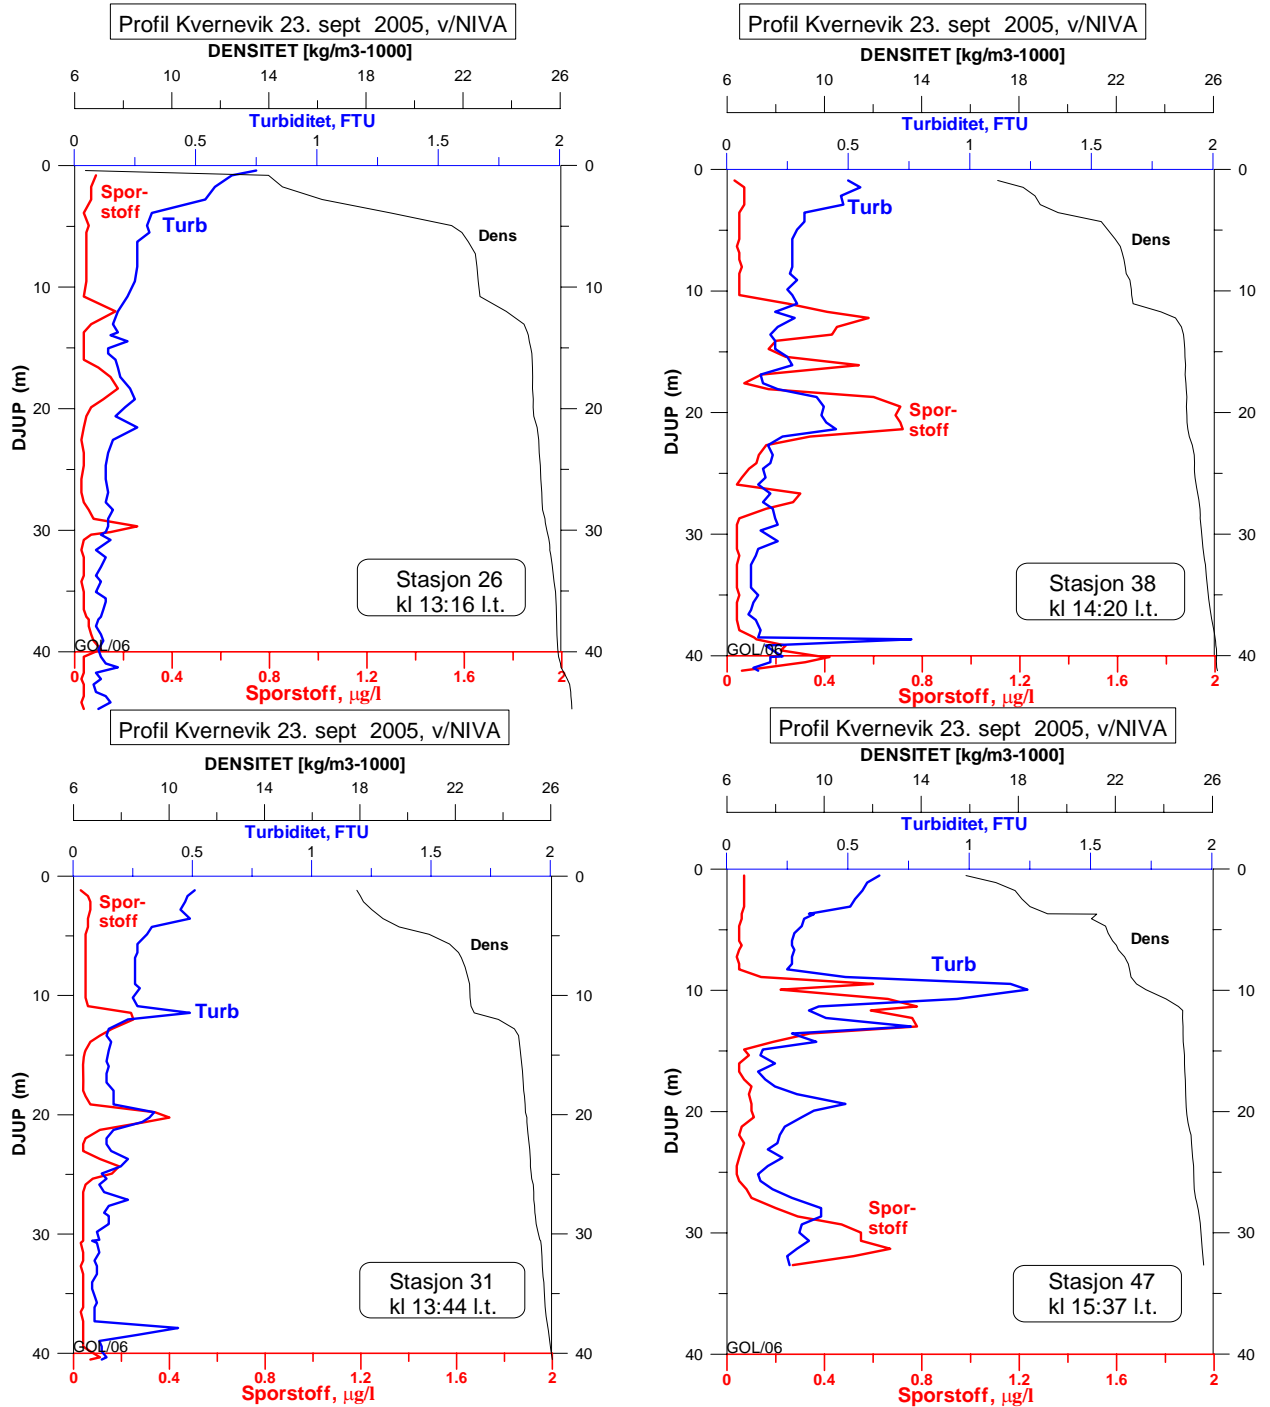 Profil Kvernevik 23. sept  2005, v/NIVA
DENSITET [kg/m3-1000]
6 10 14 18 22 26
Turbiditet, FTU
0 0.5 1 1.5 2
0 0
10 10
20 20
30 30
40 40
DJUP (m)
Spor-
stoff
Turb
Dens
Stasjon 26
kl 13:16 l.t.
GOL/06
0 0.4 0.8 1.2 1.6 2
Sporstoff, µg/l
Profil Kvernevik 23. sept  2005, v/NIVA
DENSITET [kg/m3-1000]
6 10 14 18 22 26
Turbiditet, FTU
0 0.5 1 1.5 2
0 0
10 10
20 20
30 30
40 40
DJUP (m)
Turb
Dens
Spor-
stoff
Stasjon 38
kl 14:20 l.t.
GOL/06
0 0.4 0.8 1.2 1.6 2
Sporstoff, µg/l
Profil Kvernevik 23. sept  2005, v/NIVA
DENSITET [kg/m3-1000]
6 10 14 18 22 26
Turbiditet, FTU
0 0.5 1 1.5 2
0 0
10 10
20 20
30 30
40 40
DJUP (m)
Spor-
stoff
Dens
Turb
Stasjon 31
kl 13:44 l.t.
GOL/06
0 0.4 0.8 1.2 1.6 2
Sporstoff, µg/l
Profil Kvernevik 23. sept  2005, v/NIVA
DENSITET [kg/m3-1000]
6 10 14 18 22 26
Turbiditet, FTU
0 0.5 1 1.5 2
0 0
10 10
20 20
30 30
40 40
DJUP (m)
Dens
Turb
Spor-
stoff
Stasjon 47
kl 15:37 l.t.
GOL/06
0 0.4 0.8 1.2 1.6 2
Sporstoff, µg/l